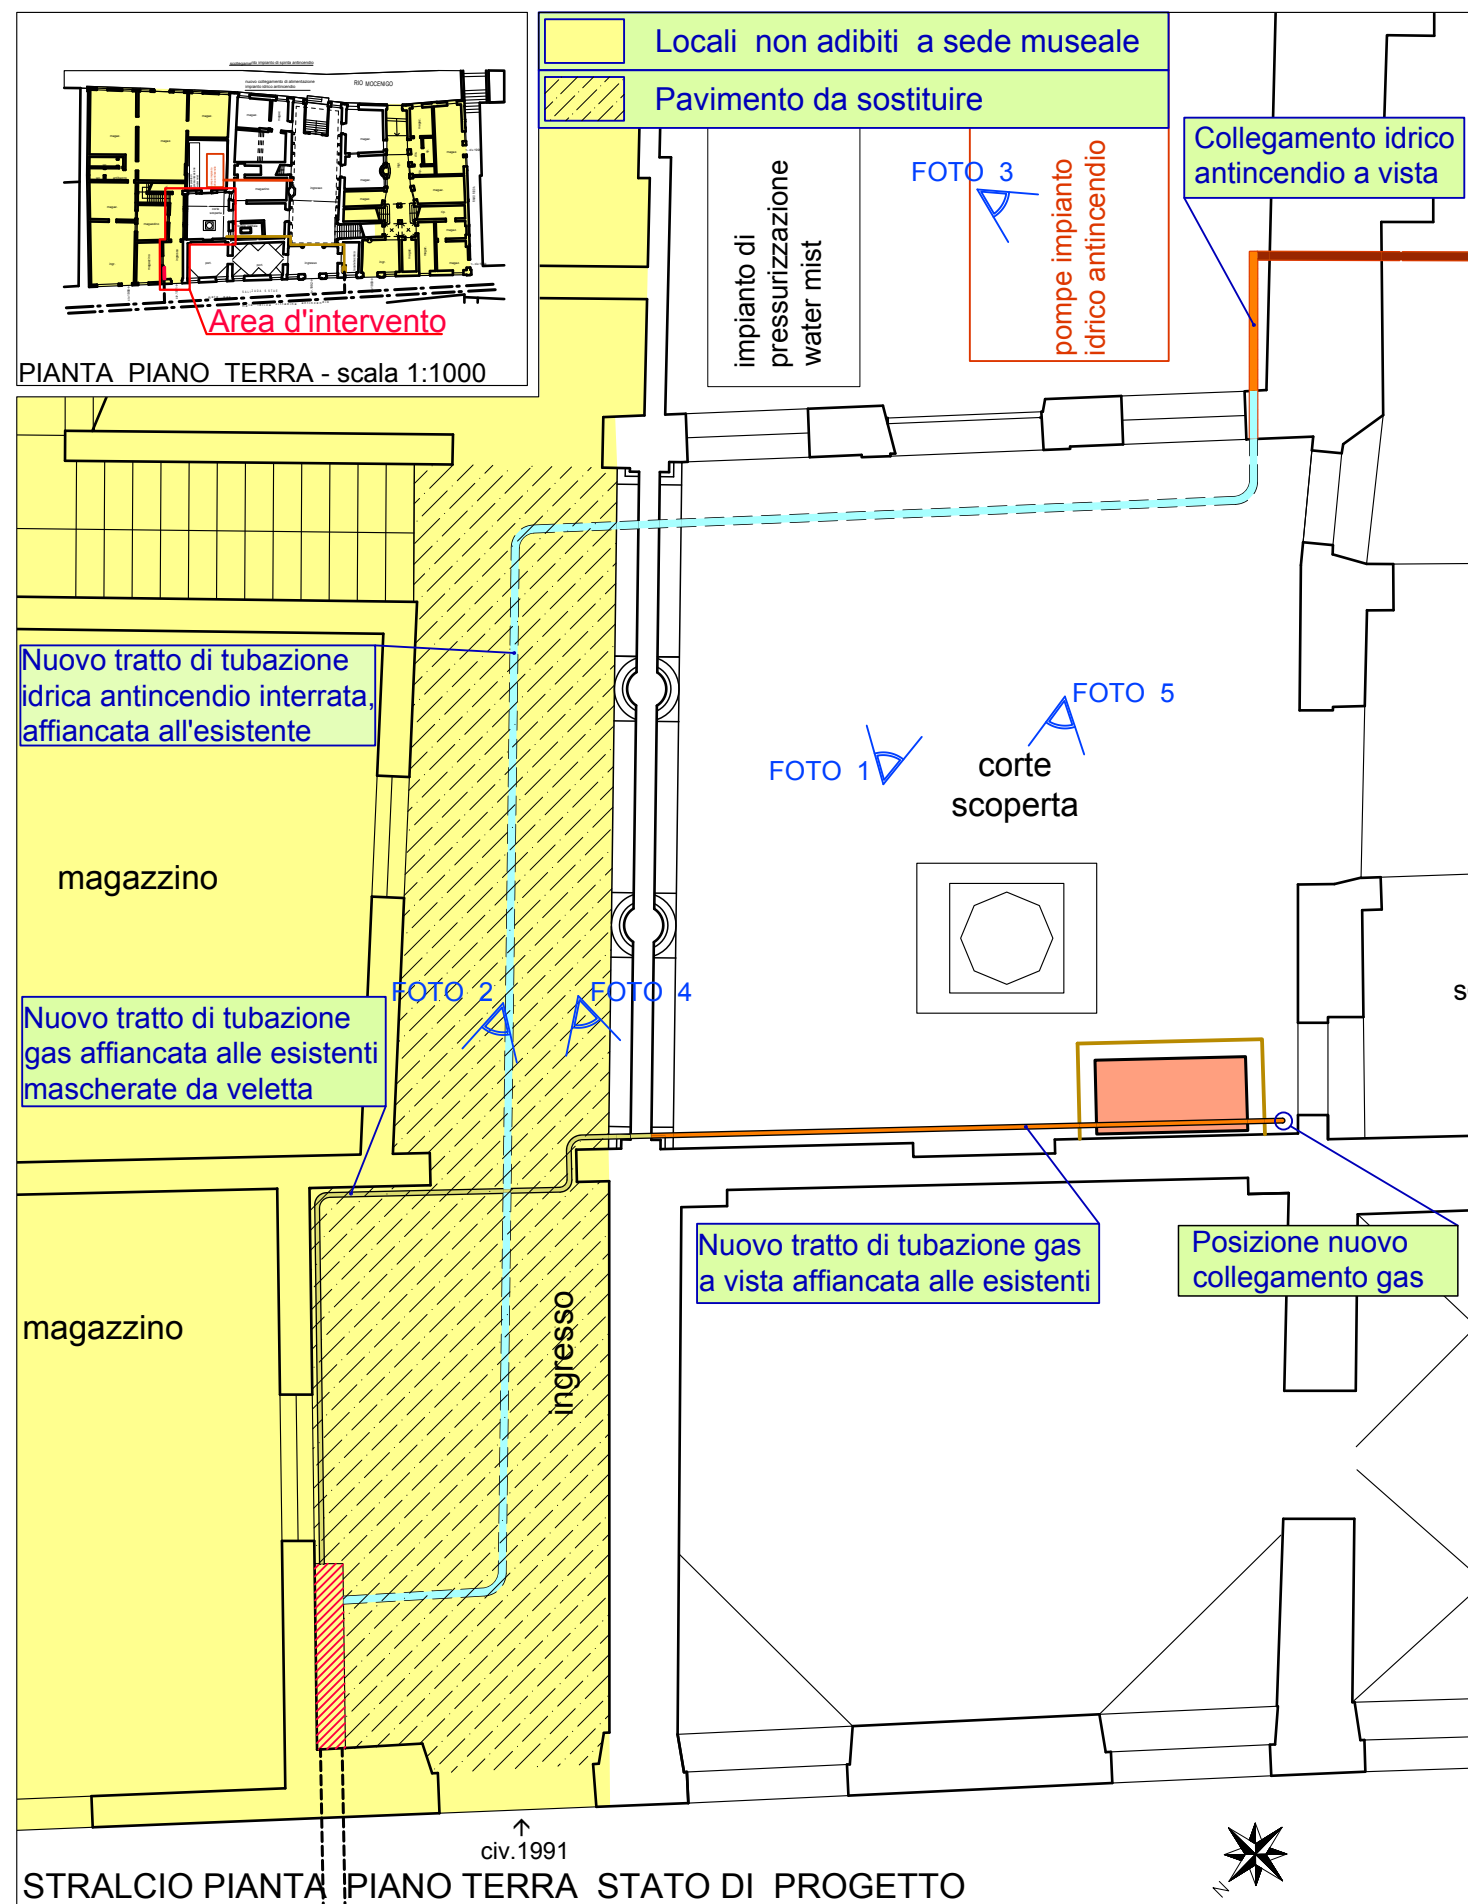 Locali non adibiti a sede museale
Pavimento da sostituire
RIO MOCENIGO
Area d'intervento
PIANTA PIANO TERRA - scala 1:1000
impianto di
pressurizzazione
water mist
FOTO 3
pompe impianto
idrico antincendio
Collegamento idrico
antincendio a vista
Nuovo tratto di tubazione
idrica antincendio interrata,
affiancata all'esistente
FOTO 5
FOTO 1
corte
scoperta
magazzino
FOTO 2
FOTO 4
s
Nuovo tratto di tubazione
gas affiancata alle esistenti
mascherate da veletta
Nuovo tratto di tubazione gas
a vista affiancata alle esistenti
Posizione nuovo
collegamento gas
magazzino
ingresso
civ.1991
N
STRALCIO PIANTA PIANO TERRA STATO DI PROGETTO